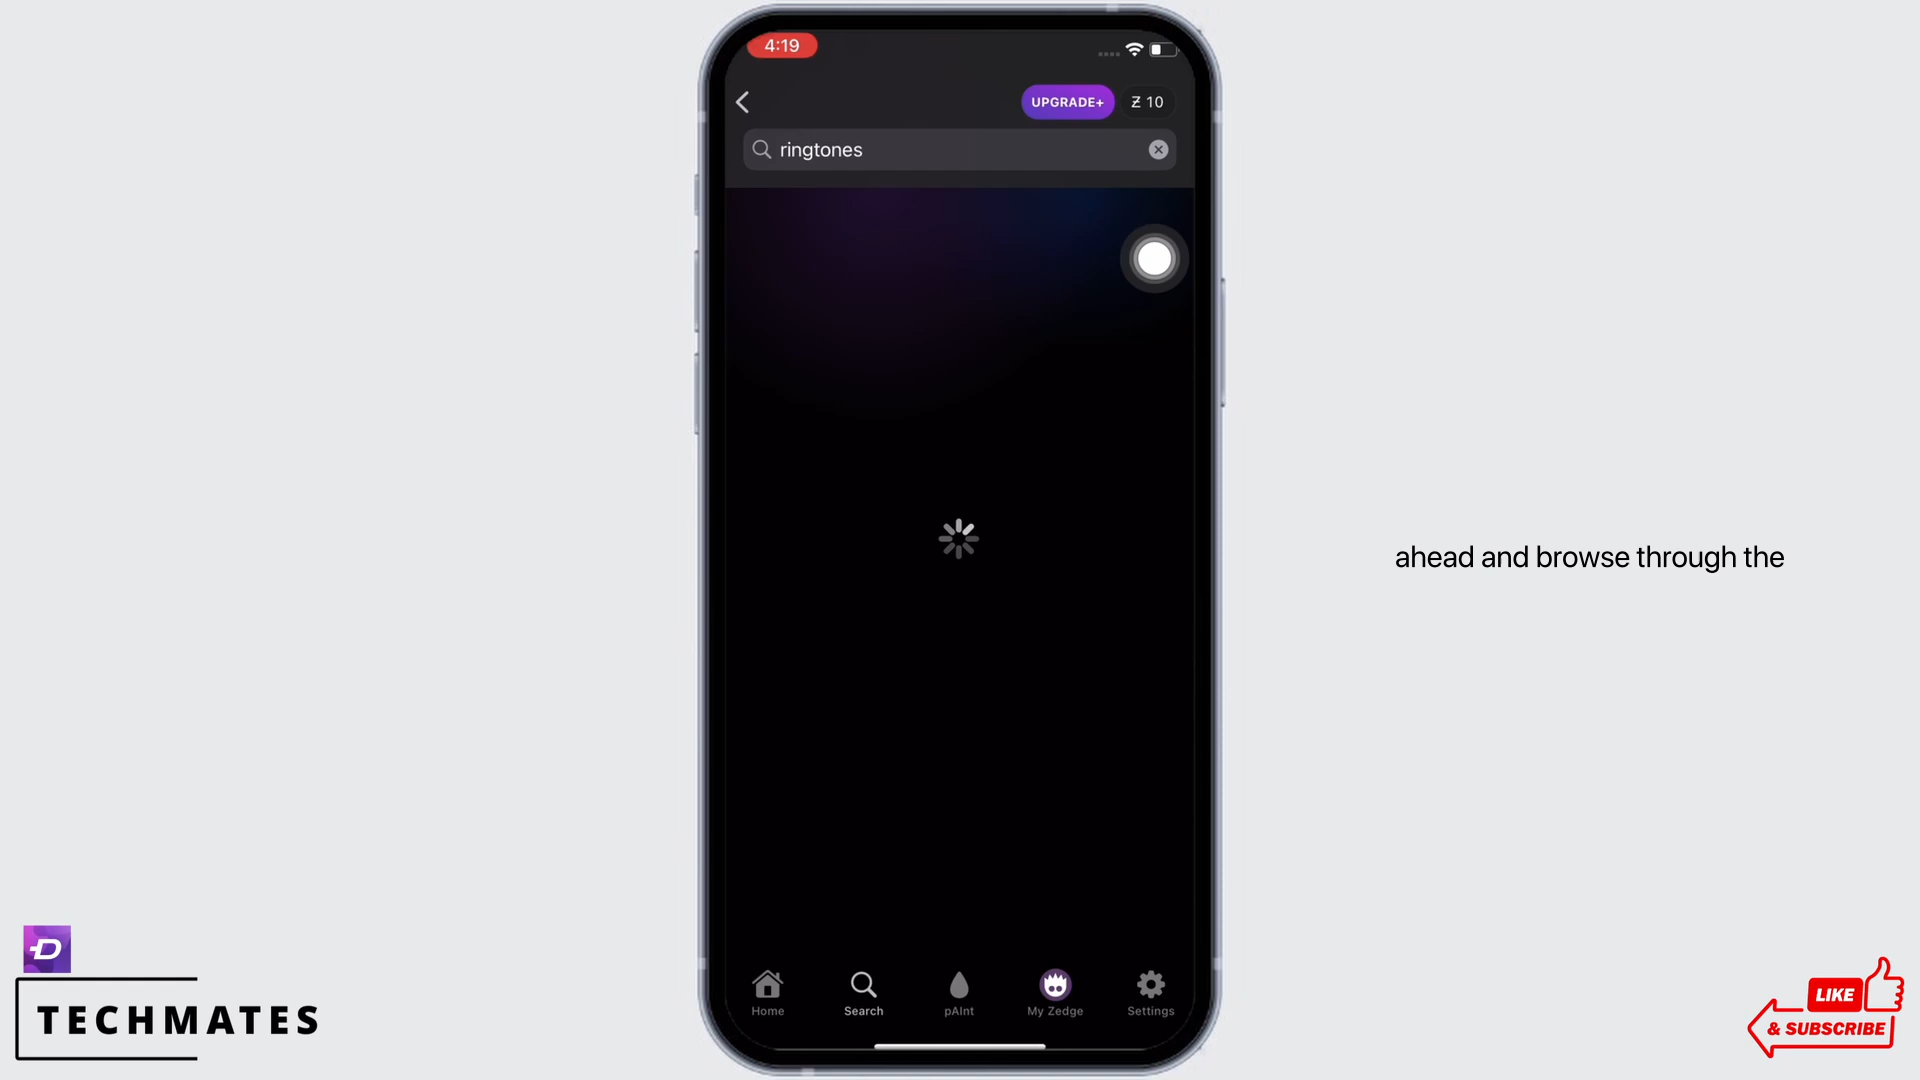 4:19
UPGRADE+
Ƶ 10
ringtones
ahead and browse through the
Home
Search
pAInt
My Zedge
Settings
TECHMATES
LIKE
& SUBSCRIBE